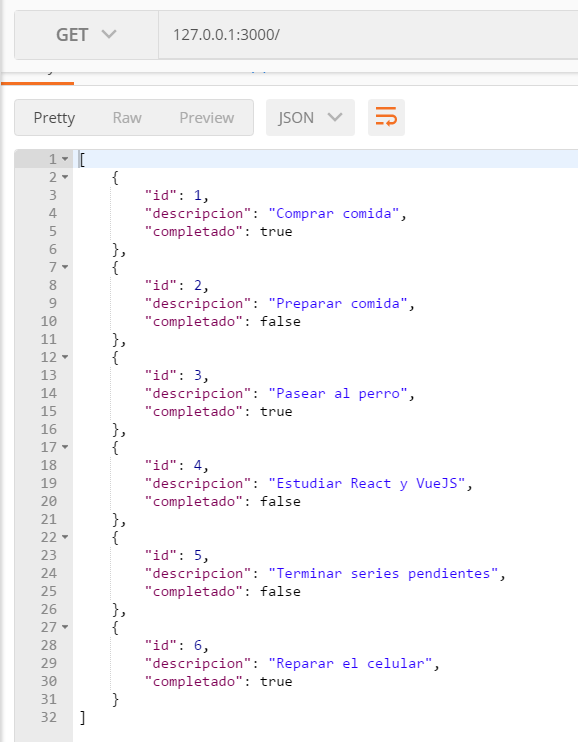 GET 127.0.0.1:3000/
Pretty Raw Preview JSON
1 [
2 {
3 "id": 1,
4 "descripcion": "Comprar comida",
5 "completado": true
6 },
7 {
8 "id": 2,
9 "descripcion": "Preparar comida",
10 "completado": false
11 },
12 {
13 "id": 3,
14 "descripcion": "Pasear al perro",
15 "completado": true
16 },
17 {
18 "id": 4,
19 "descripcion": "Estudiar React y VueJS",
20 "completado": false
21 },
22 {
23 "id": 5,
24 "descripcion": "Terminar series pendientes",
25 "completado": false
26 },
27 {
28 "id": 6,
29 "descripcion": "Reparar el celular",
30 "completado": true
31 }
32 ]